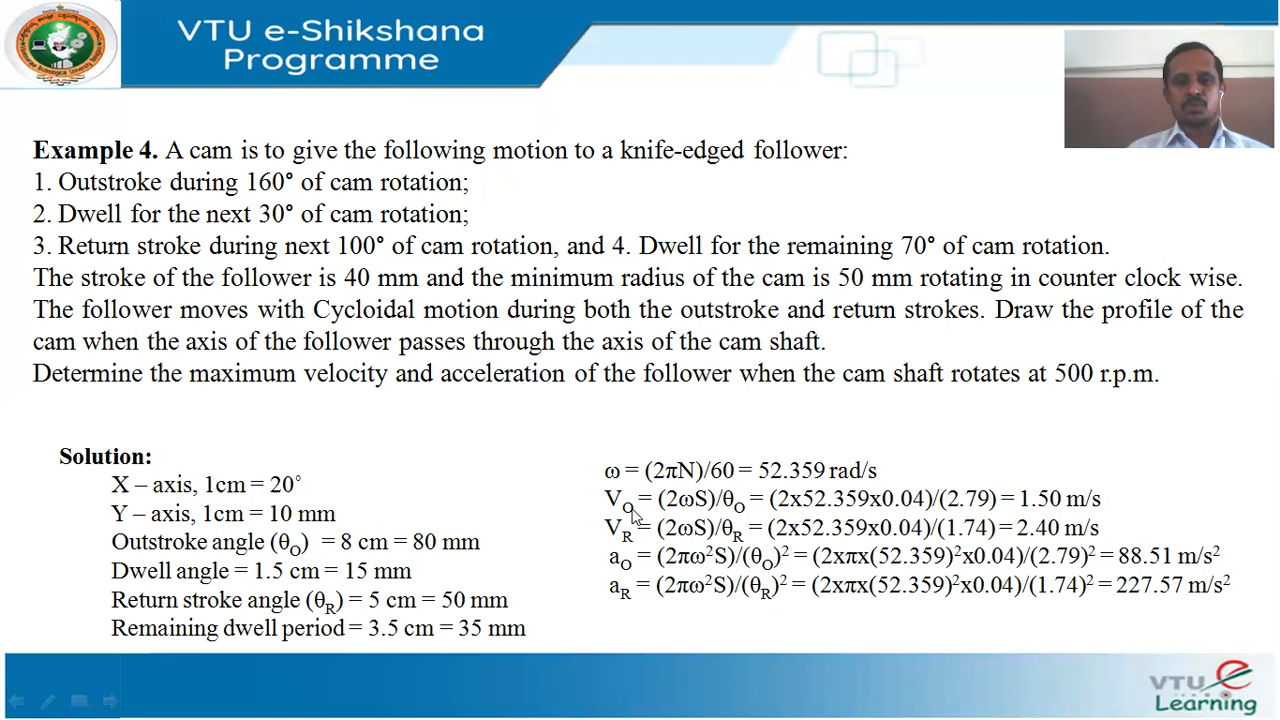 VTU e-Shikshana
Programme
Example 4. A cam is to give the following motion to a knife-edged follower:
1. Outstroke during 160° of cam rotation;
2. Dwell for the next 30° of cam rotation;
3. Return stroke during next 100° of cam rotation, and 4. Dwell for the remaining 70° of cam rotation.
The stroke of the follower is 40 mm and the minimum radius of the cam is 50 mm rotating in counter clock wise.
The follower moves with Cycloidal motion during both the outstroke and return strokes. Draw the profile of the
cam when the axis of the follower passes through the axis of the cam shaft.
Determine the maximum velocity and acceleration of the follower when the cam shaft rotates at 500 r.p.m.
Solution:
X – axis, 1cm = 20°
Y – axis, 1cm = 10 mm
Outstroke angle (θ_O) = 8 cm = 80 mm
Dwell angle = 1.5 cm = 15 mm
Return stroke angle (θ_R) = 5 cm = 50 mm
Remaining dwell period = 3.5 cm = 35 mm
ω = (2πN)/60 = 52.359 rad/s
V_O = (2ωS)/θ_O = (2x52.359x0.04)/(2.79) = 1.50 m/s
V_R = (2ωS)/θ_R = (2x52.359x0.04)/(1.74) = 2.40 m/s
a_O = (2πω²S)/(θ_O)² = (2xπx(52.359)²x0.04)/(2.79)² = 88.51 m/s²
a_R = (2πω²S)/(θ_R)² = (2xπx(52.359)²x0.04)/(1.74)² = 227.57 m/s²
VTU
Learning